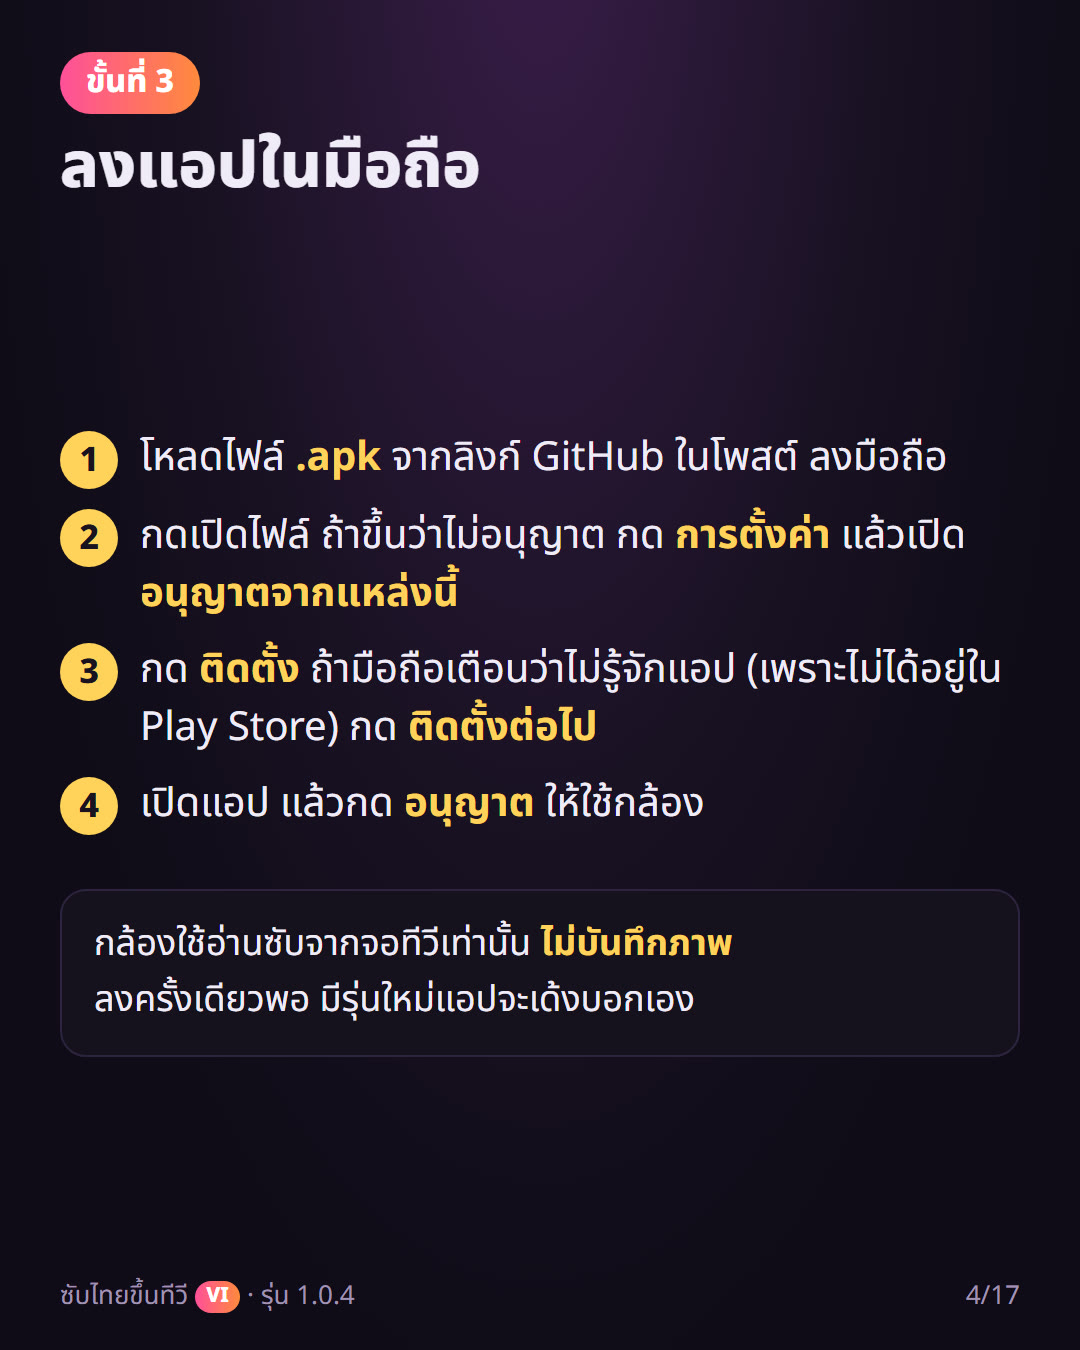 ขั้นที่ 3
ลงแอปในมือถือ
1 โหลดไฟล์ .apk จากลิงก์ GitHub ในโพสต์ ลงมือถือ
2 กดเปิดไฟล์ ถ้าขึ้นว่าไม่อนุญาต กด การตั้งค่า แล้วเปิด
อนุญาตจากแหล่งนี้
3 กด ติดตั้ง ถ้ามือถือเตือนว่าไม่รู้จักแอป (เพราะไม่ได้อยู่ใน
Play Store) กด ติดตั้งต่อไป
4 เปิดแอป แล้วกด อนุญาต ให้ใช้กล้อง
กล้องใช้อ่านซับจากจอทีวีเท่านั้น ไม่บันทึกภาพ
ลงครั้งเดียวพอ มีรุ่นใหม่แอปจะเด้งบอกเอง
ซับไทยขึ้นทีวี VI · รุ่น 1.0.4
4/17